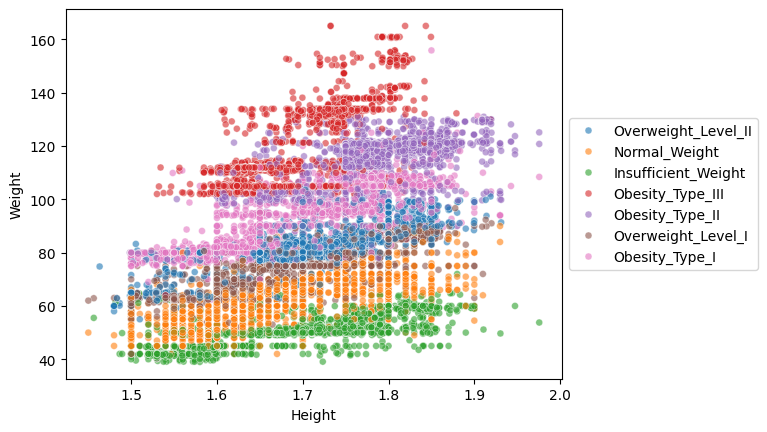 160
140
120
100
80
60
40
Weight
1.5 1.6 1.7 1.8 1.9 2.0
Height
Overweight_Level_II
Normal_Weight
Insufficient_Weight
Obesity_Type_III
Obesity_Type_II
Overweight_Level_I
Obesity_Type_I